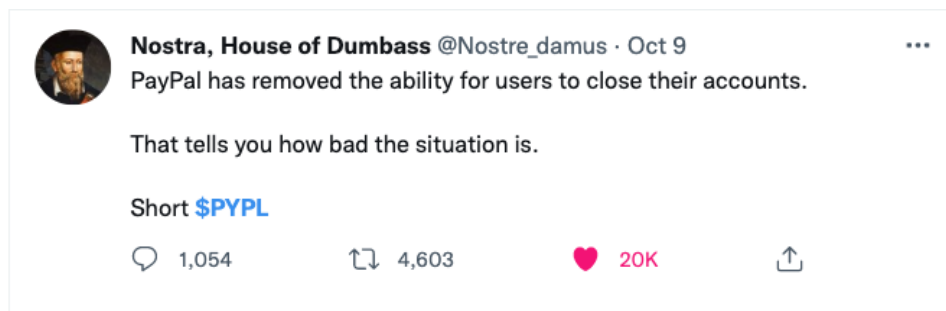 Nostra, House of Dumbass @Nostre_damus · Oct 9
PayPal has removed the ability for users to close their accounts.
That tells you how bad the situation is.
Short $PYPL
1,054 4,603 20K